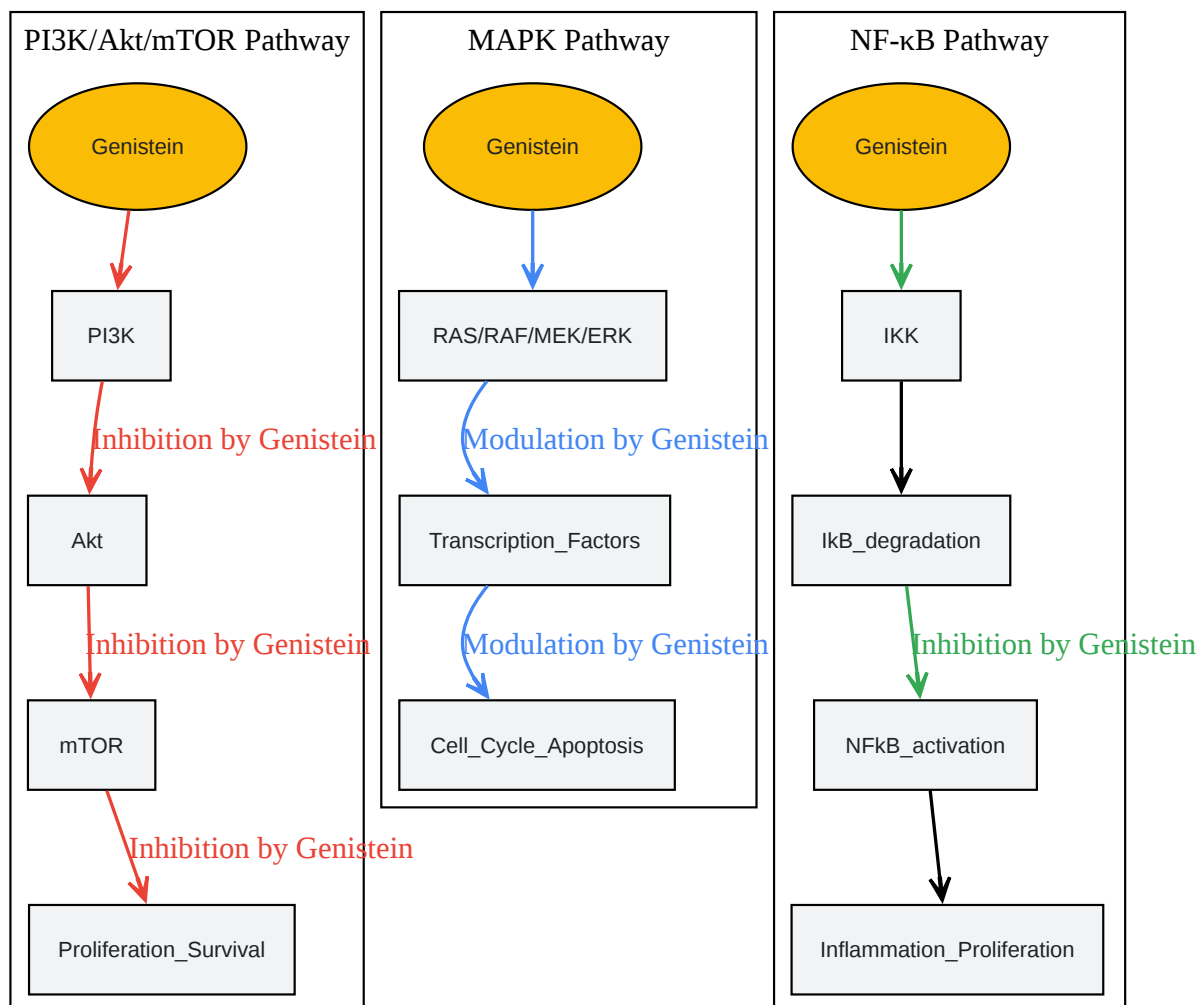 PI3K/Akt/mTOR Pathway
Genistein
PI3K
Inhibition by Genistein
Akt
Inhibition by Genistein
mTOR
Inhibition by Genistein
Proliferation_Survival
MAPK Pathway
Genistein
RAS/RAF/MEK/ERK
Modulation by Genistein
Transcription_Factors
Modulation by Genistein
Cell_Cycle_Apoptosis
NF-κB Pathway
Genistein
IKK
IkB_degradation
Inhibition by Genistein
NFkB_activation
Inflammation_Proliferation